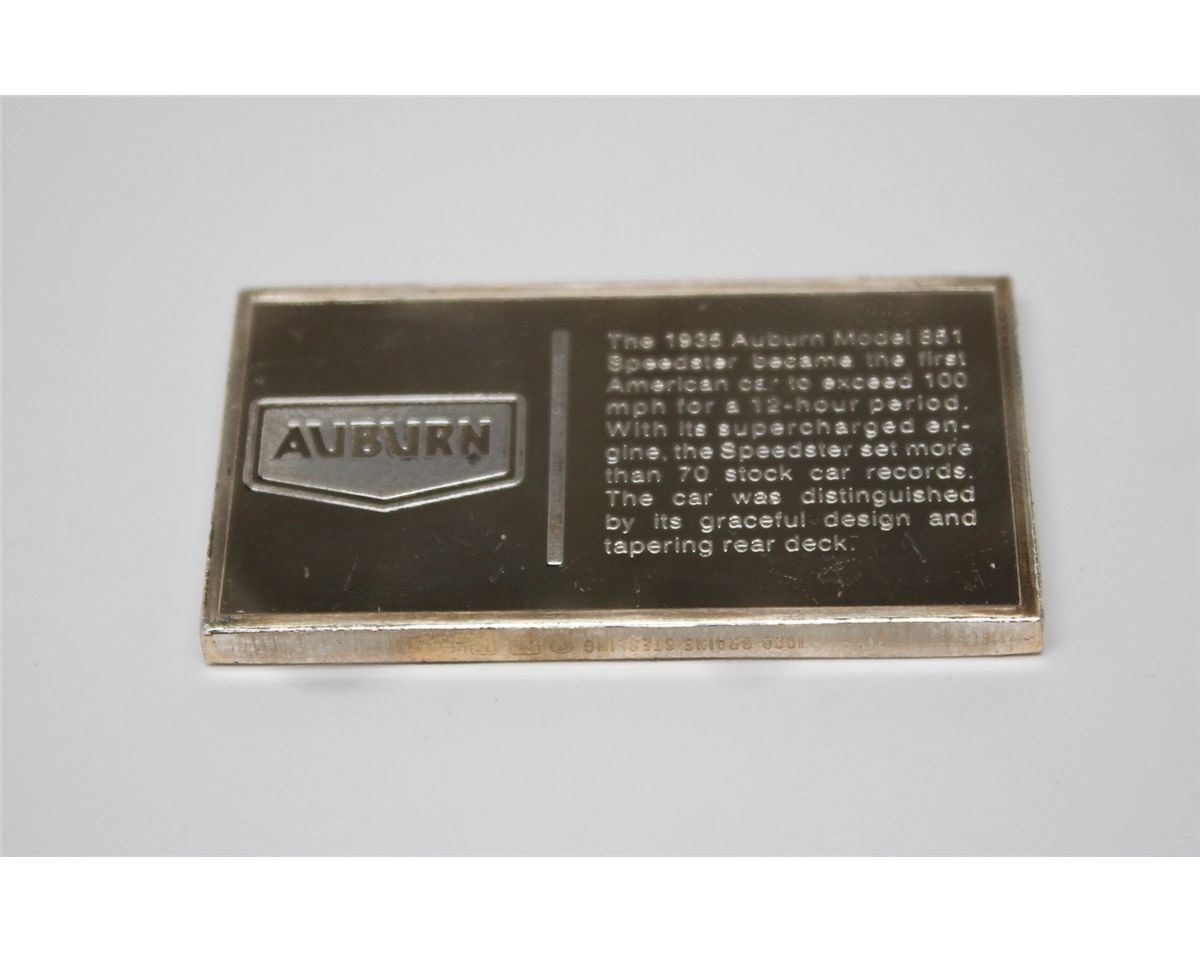 AUBURN
The 1935 Auburn Model 851
Speedster became the first
American car to exceed 100
mph for a 12-hour period.
With its supercharged en-
gine, the Speedster set more
than 70 stock car records.
The car was distinguished
by its graceful design and
tapering rear deck.
1000 GRAINS STERLING